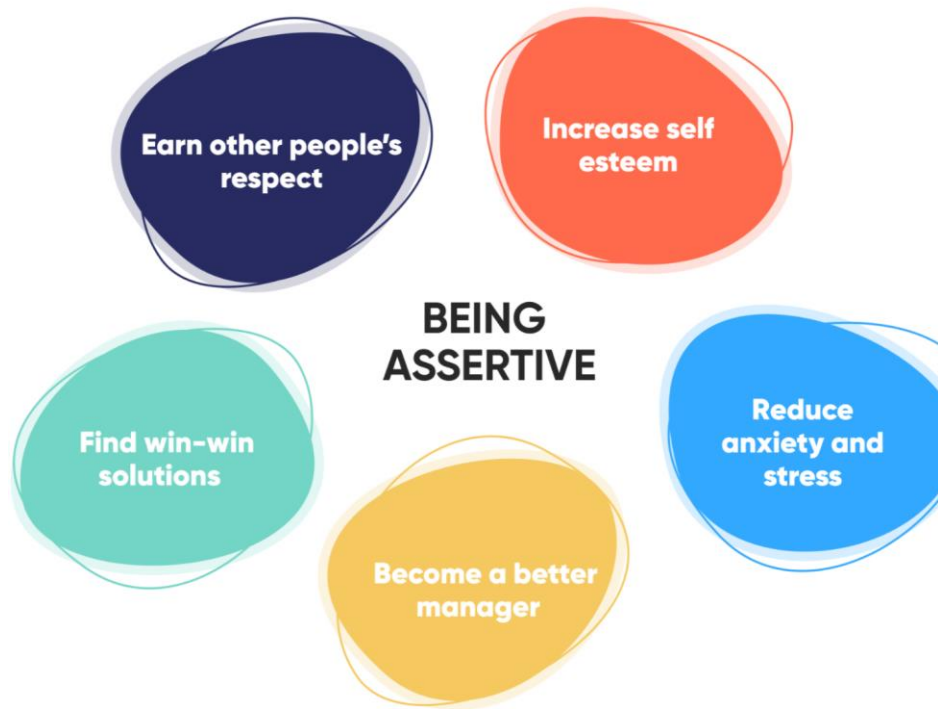 Earn other people's
respect
Increase self
esteem
BEING
ASSERTIVE
Find win-win
solutions
Reduce
anxiety and
stress
Become a better
manager